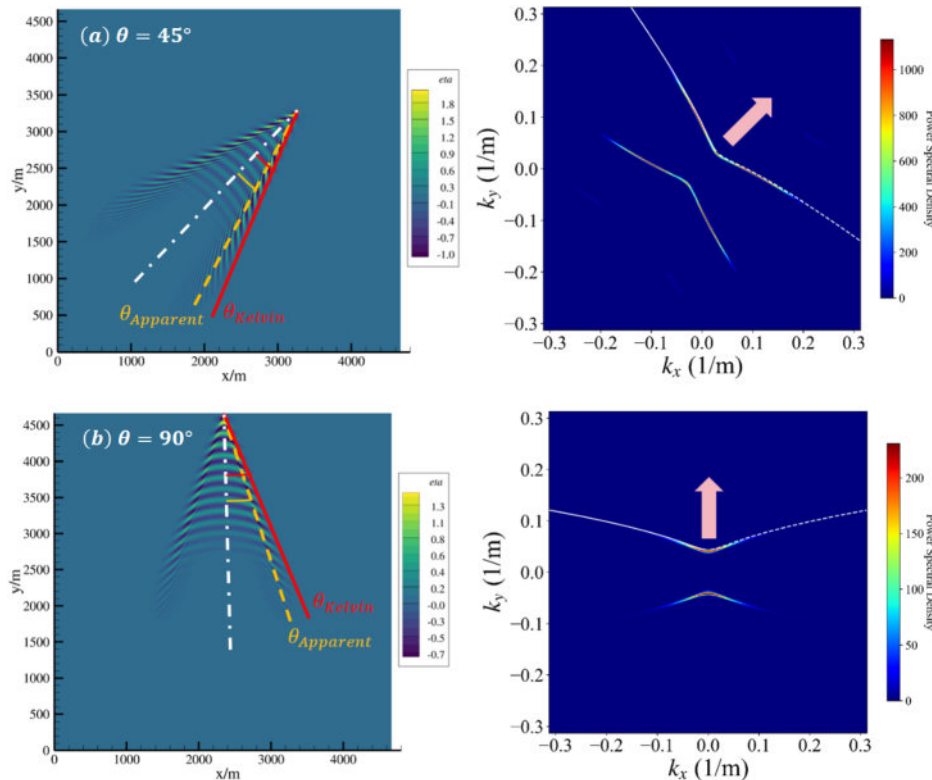 (a) θ = 45°
4500
4000
3500
3000
2500
2000
1500
1000
500
0
y/m
0 1000 2000 3000 4000
x/m
θApparent
θKelvin
eta
1.8
1.5
1.2
0.9
0.6
0.3
-0.1
-0.4
-0.7
-1.0
0.3
0.2
0.1
0.0
−0.1
−0.2
−0.3
ky (1/m)
−0.3 −0.2 −0.1 0.0 0.1 0.2 0.3
kx (1/m)
1000
800
600
400
200
0
Power Spectral Density
(b) θ = 90°
4500
4000
3500
3000
2500
2000
1500
1000
500
0
y/m
0 1000 2000 3000 4000
x/m
θKelvin
θApparent
eta
1.3
1.1
0.8
0.6
0.4
0.2
-0.0
-0.3
-0.5
-0.7
0.3
0.2
0.1
0.0
−0.1
−0.2
−0.3
ky (1/m)
−0.3 −0.2 −0.1 0.0 0.1 0.2 0.3
kx (1/m)
200
150
100
50
0
Power Spectral Density